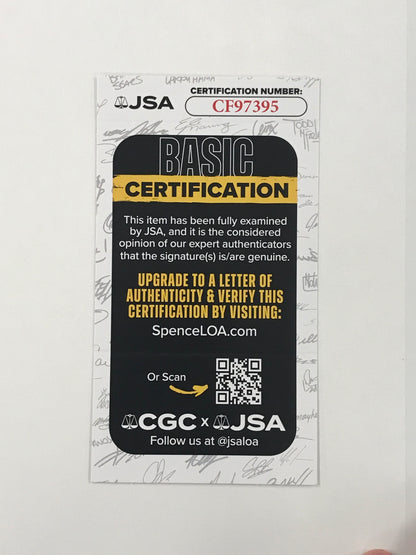 LARRY HAMA
JSA
CERTIFICATION NUMBER:
CF97395
BASIC
CERTIFICATION
This item has been fully examined
by JSA, and it is the considered
opinion of our expert authenticators
that the signature(s) is/are genuine.
UPGRADE TO A LETTER OF
AUTHENTICITY & VERIFY THIS
CERTIFICATION BY VISITING:
SpenceLOA.com
Or Scan
CGC x JSA
Follow us at @jsaloa